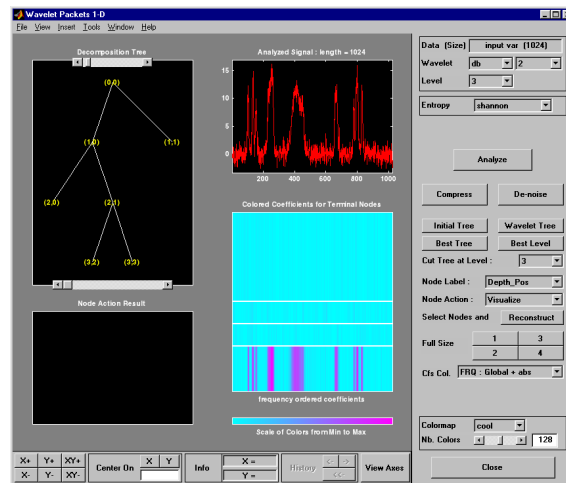 Wavelet Packets 1-D
File View Insert Tools Window Help
Decomposition Tree
(0,0)
(1,0) (1,1)
(2,0) (2,1)
(3,2) (3,3)
Node Action Result
Analyzed Signal : length = 1024
15
10
5
0
200 400 600 800 1000
Colored Coefficients for Terminal Nodes
frequency ordered coefficients
Scale of Colors from Min to Max
Data (Size) input var (1024)
Wavelet db 2
Level 3
Entropy shannon
Analyze
Compress De-noise
Initial Tree Wavelet Tree
Best Tree Best Level
Cut Tree at Level : 3
Node Label : Depth_Pos
Node Action : Visualize
Select Nodes and Reconstruct
Full Size 1 3
2 4
Cfs Col. FRQ : Global + abs
Colormap cool
Nb. Colors 128
X+ Y+ XY+ Center On X Y Info X = History <- -> View Axes
X- Y- XY- Y = <<-
Close